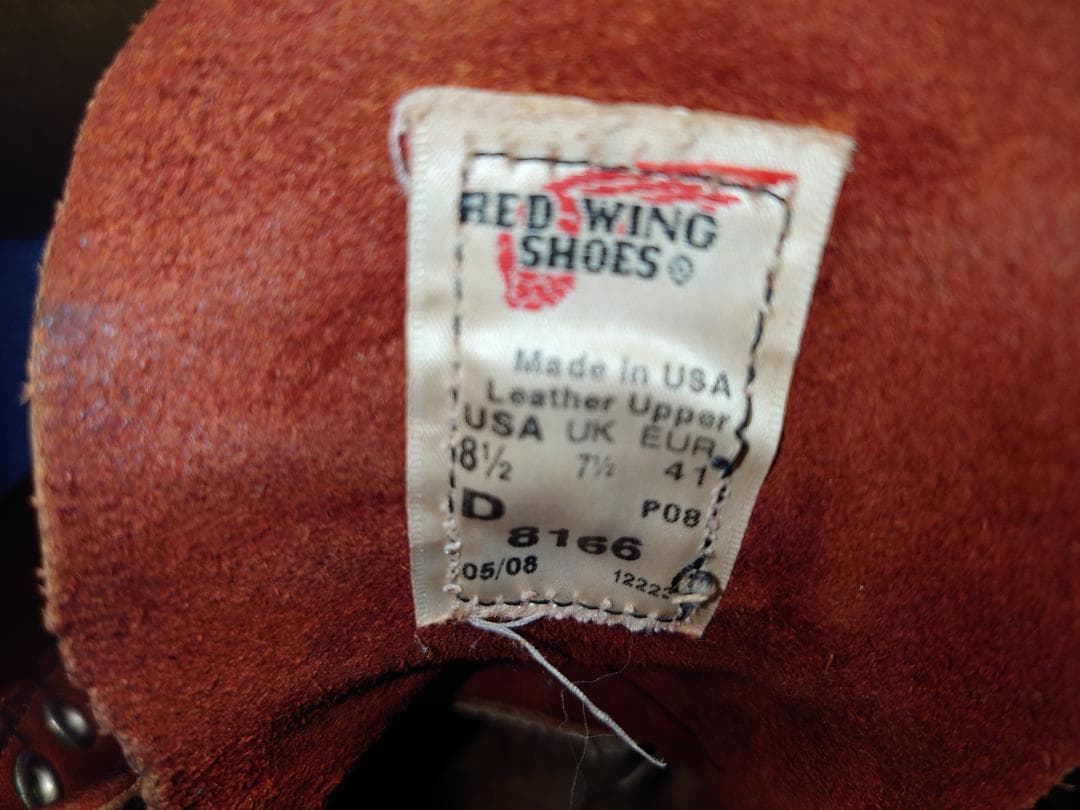 RED WING
SHOES
Made in USA
Leather Upper
USA UK EUR
8½ 7½ 41
D P08
8166
05/08